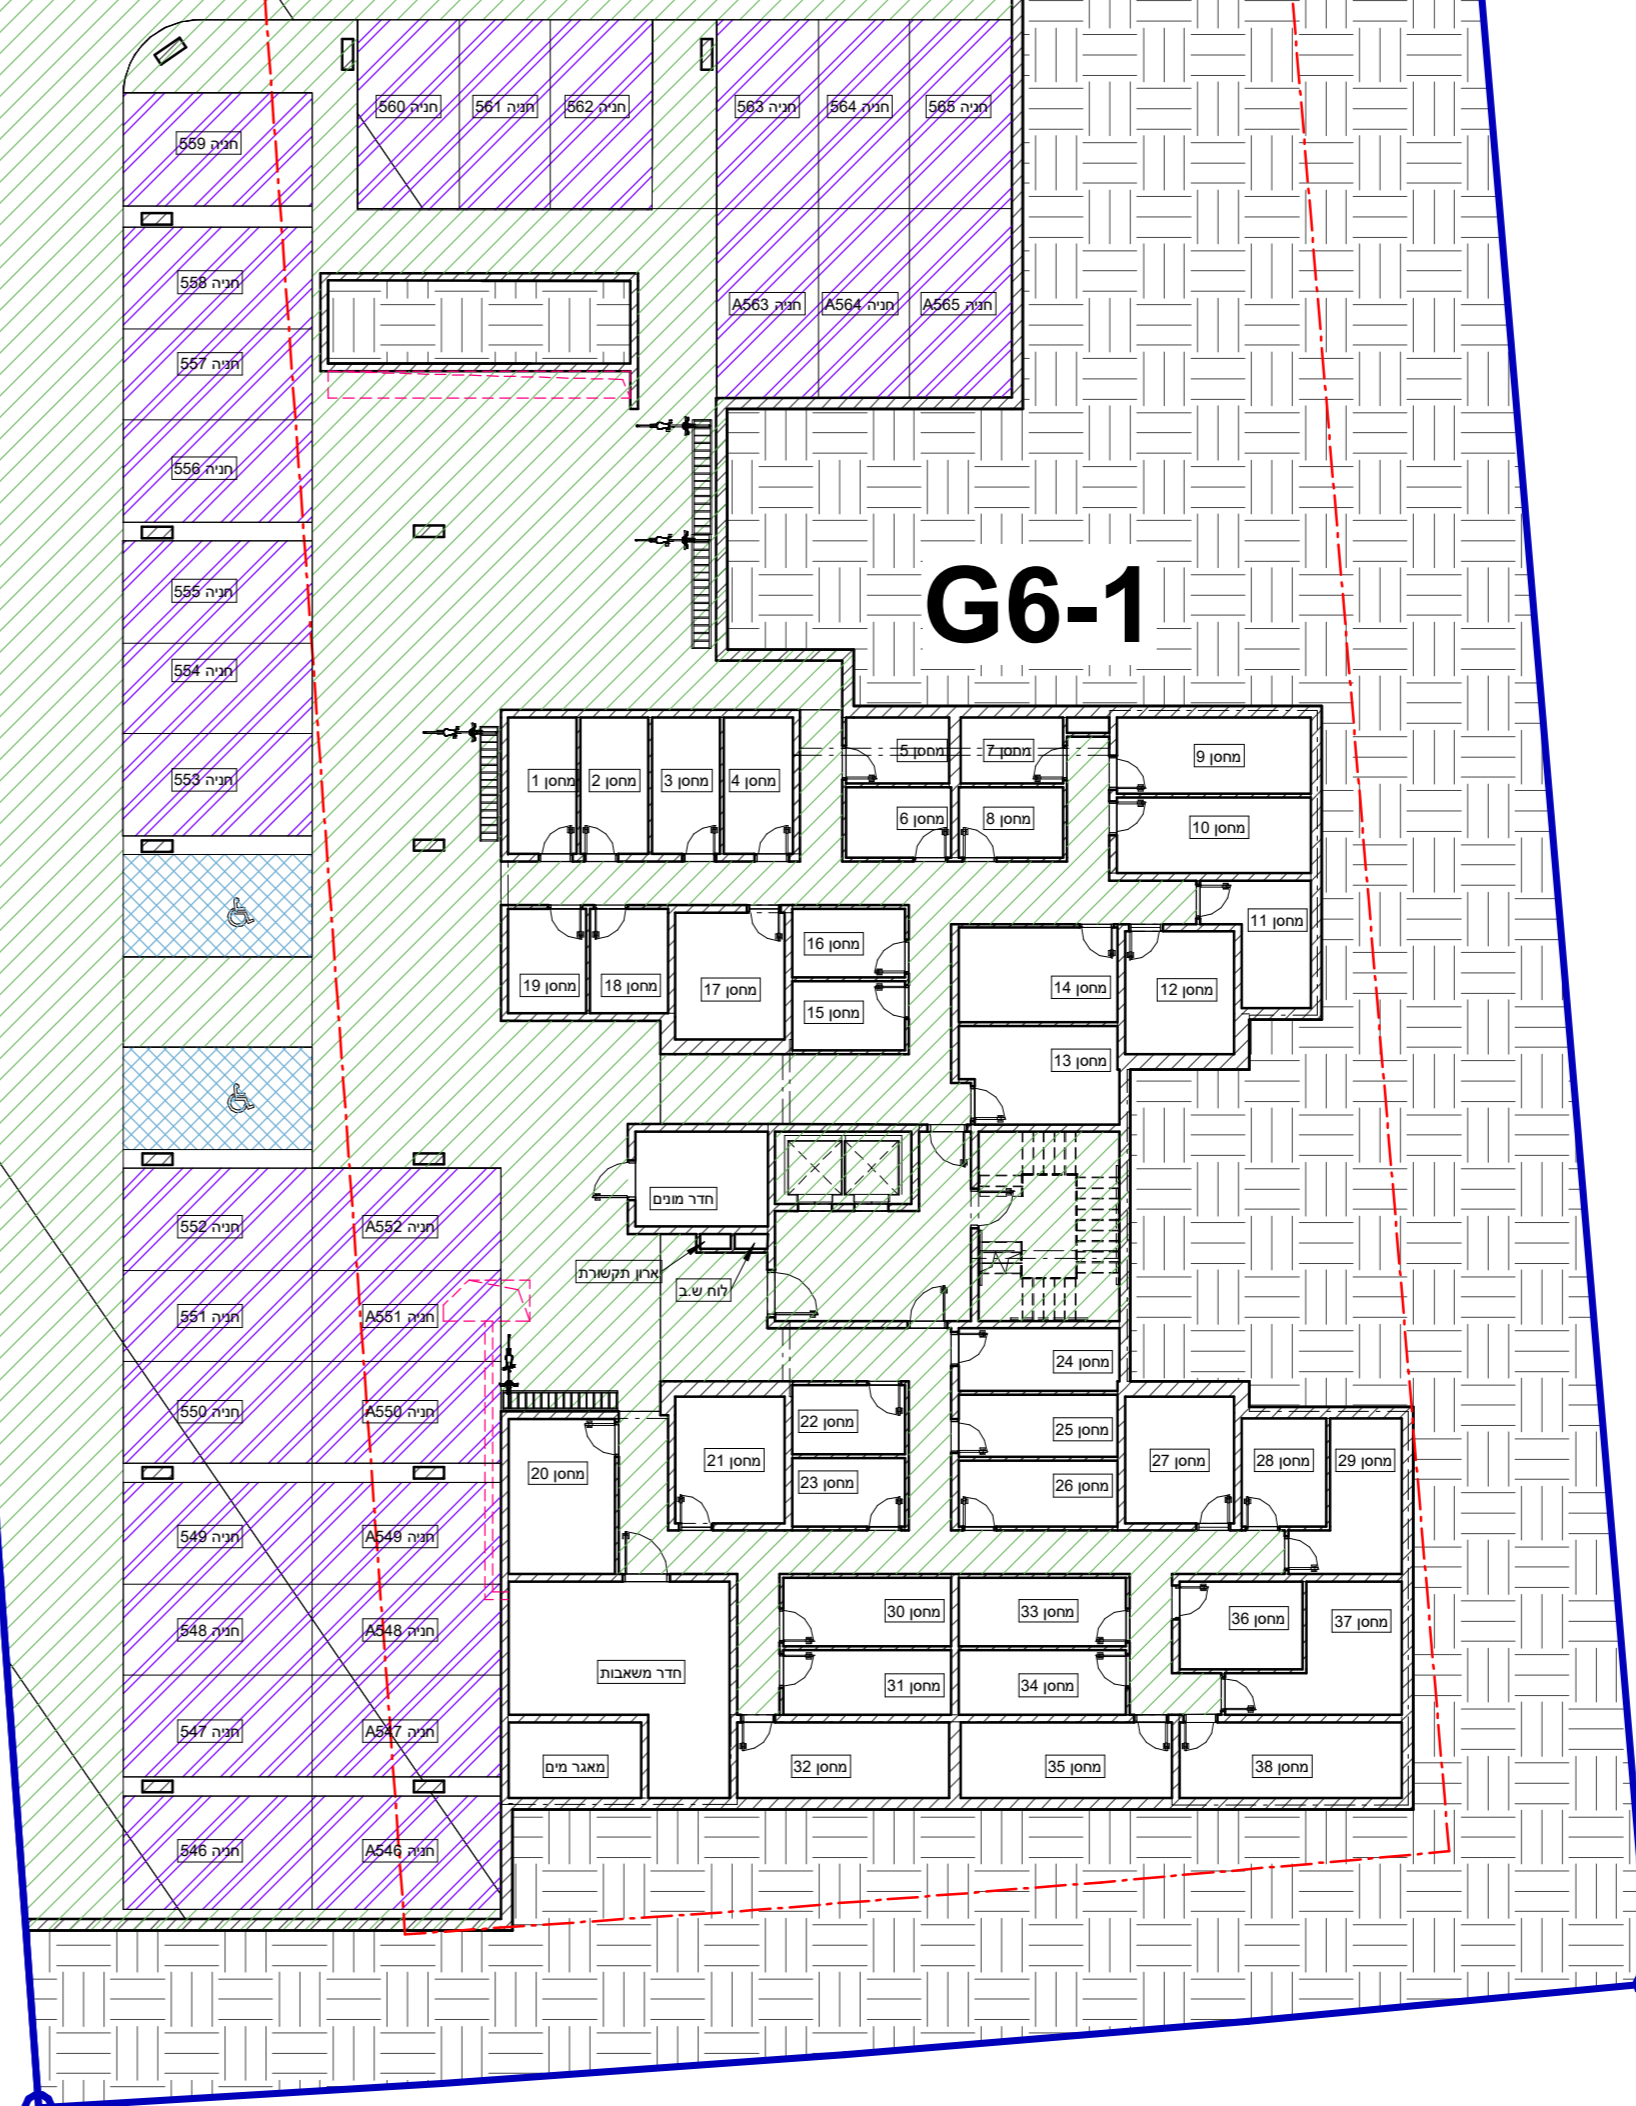 חניה 560
חניה 561
חניה 562
חניה 563
חניה 564
חניה 565
חניה 559
חניה 558
חניה A563
חניה A564
חניה A565
חניה 557
חניה 556
חניה 555
G6-1
חניה 554
חניה 553
מחסן 1
מחסן 2
מחסן 3
מחסן 4
מחסן 5
מחסן 7
מחסן 9
מחסן 6
מחסן 8
מחסן 10
מחסן 11
מחסן 16
מחסן 19
מחסן 18
מחסן 17
מחסן 14
מחסן 12
מחסן 15
מחסן 13
חדר מונים
חניה 552
חניה A552
ארון תקשורת
לוח ש.ב
חניה 551
חניה A551
מחסן 24
חניה 550
חניה A550
מחסן 22
מחסן 25
מחסן 20
מחסן 21
מחסן 27
מחסן 28
מחסן 29
מחסן 23
מחסן 26
חניה 549
חניה A549
חניה 548
חניה A548
מחסן 30
מחסן 33
מחסן 36
מחסן 37
חדר משאבות
מחסן 31
מחסן 34
חניה 547
חניה A547
מאגר מים
מחסן 32
מחסן 35
מחסן 38
חניה 546
חניה A546